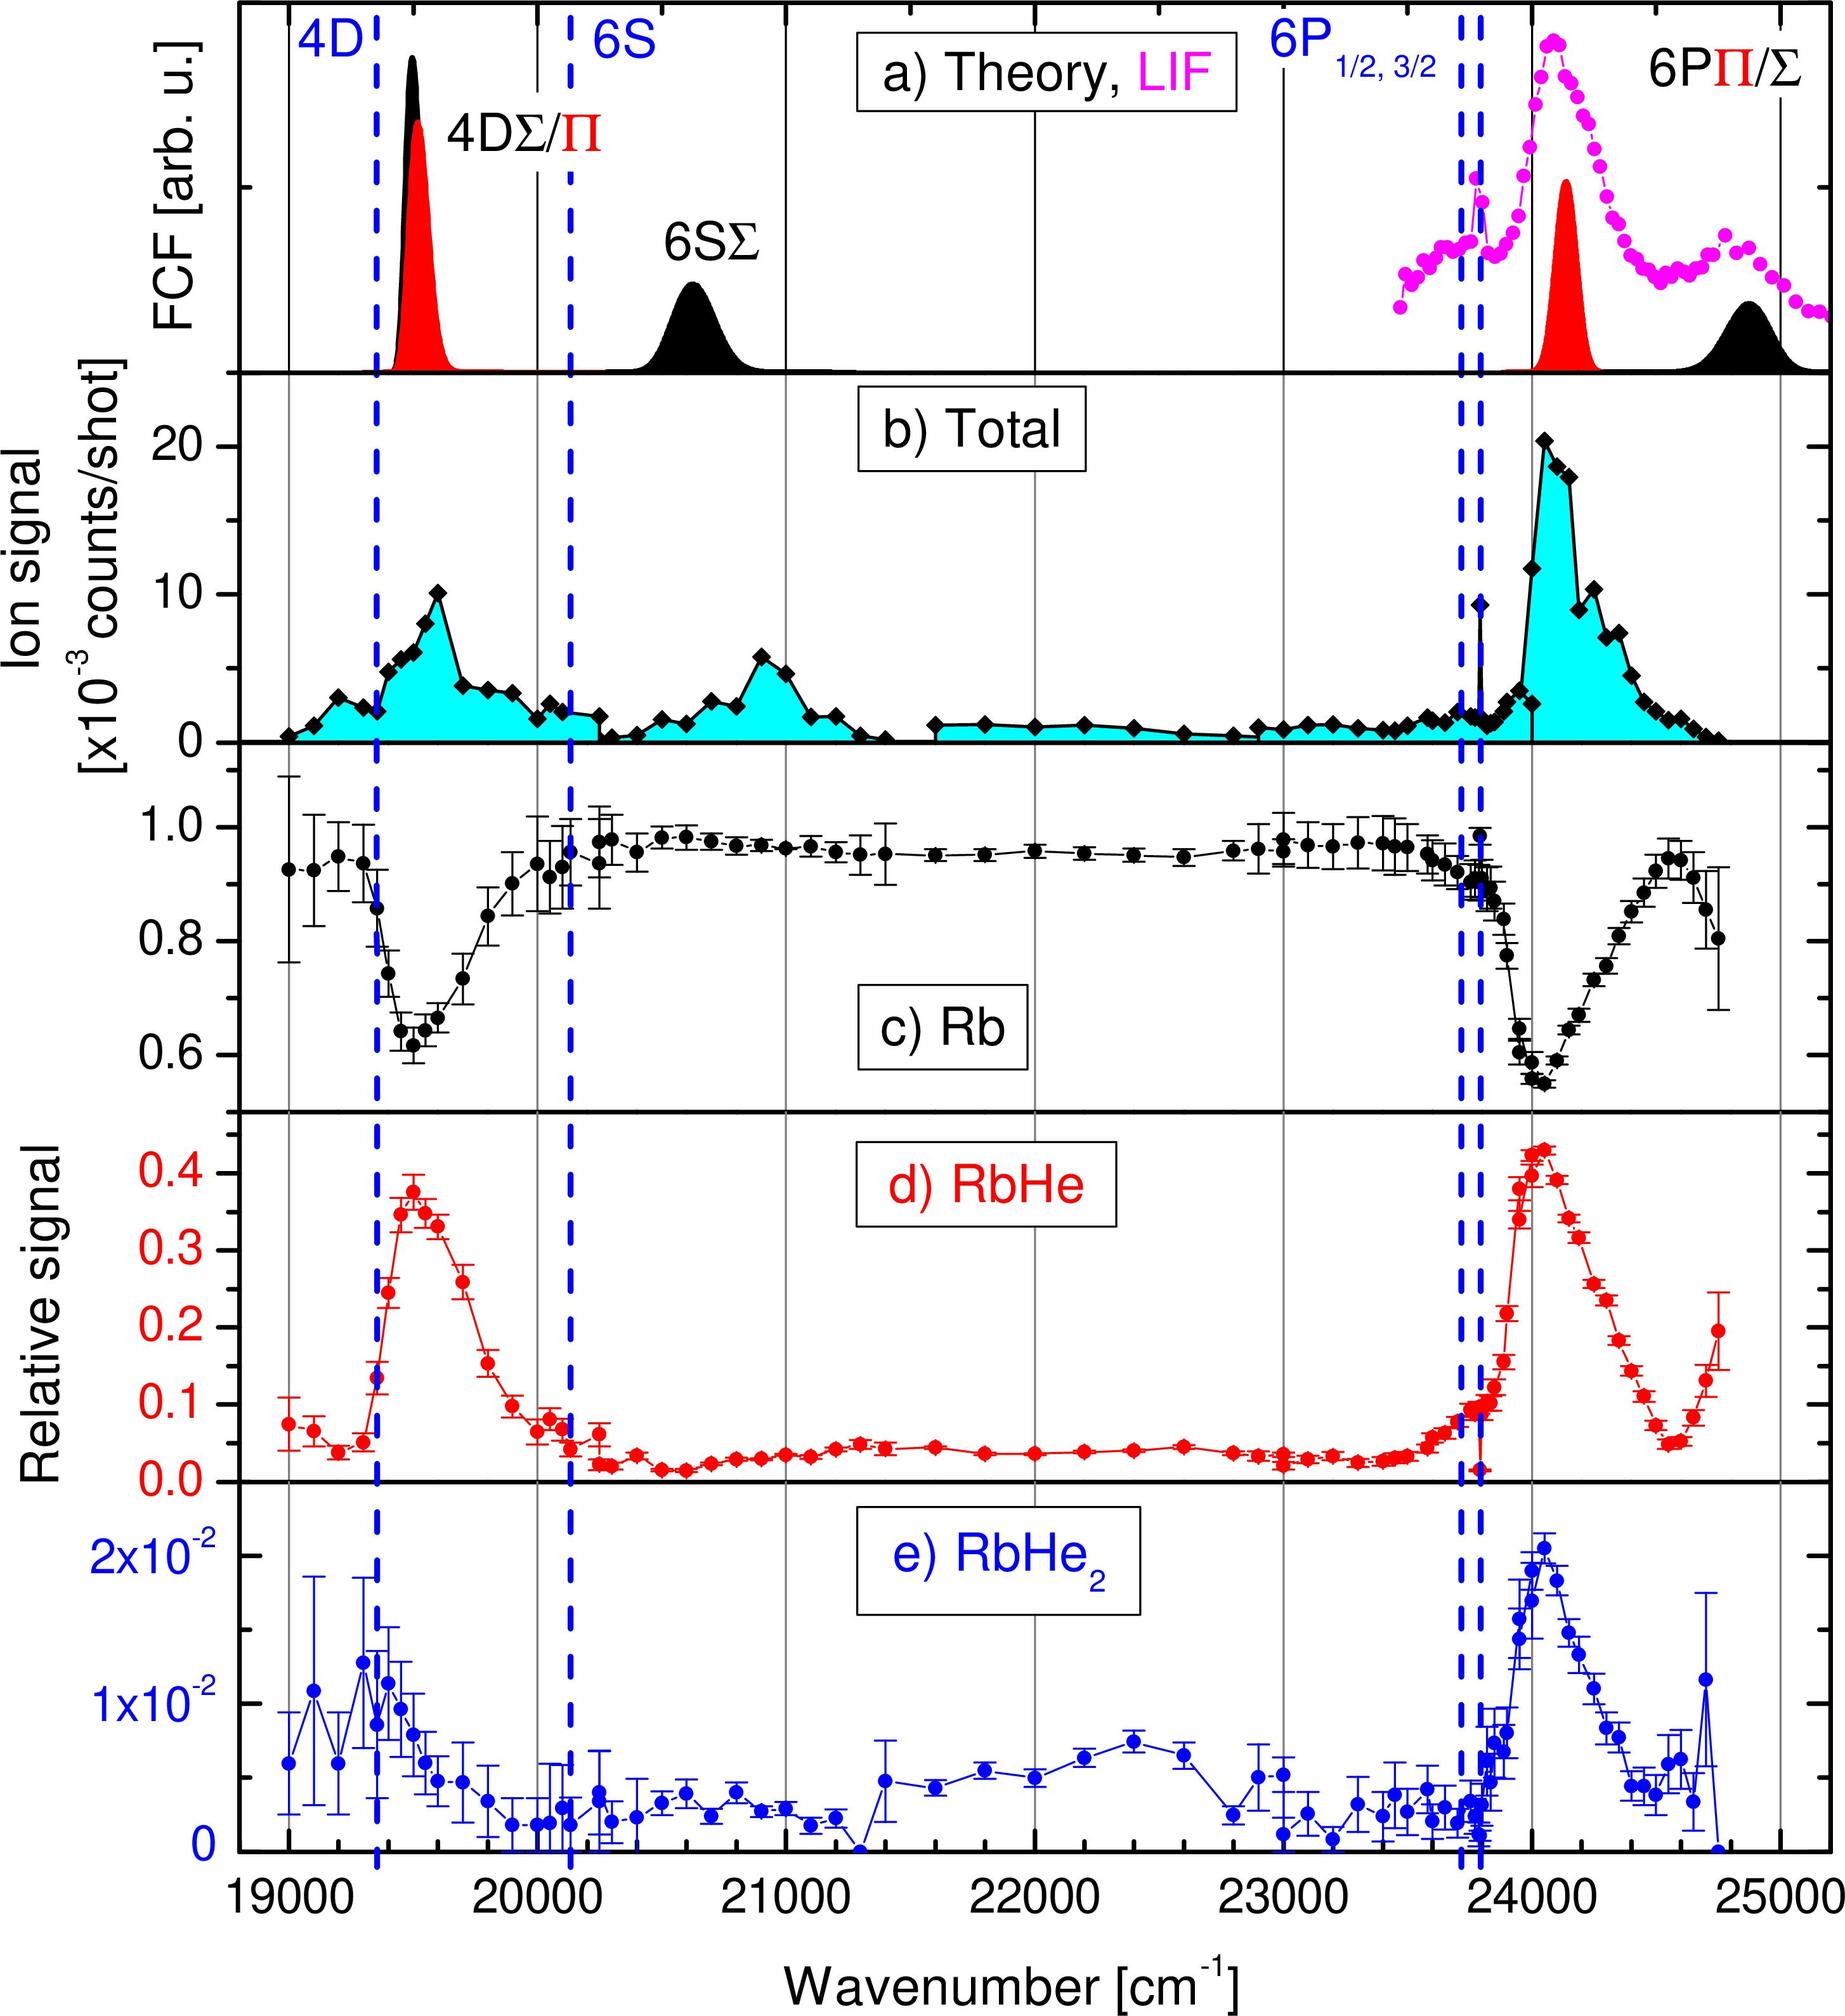 4D
6S
6P1/2, 3/2
a) Theory, LIF
6PΠ/Σ
4DΣ/Π
6SΣ
FCF [arb. u.]
b) Total
Ion signal
[x10-3 counts/shot]
20
10
0
c) Rb
1.0
0.8
0.6
d) RbHe
Relative signal
0.4
0.3
0.2
0.1
0.0
e) RbHe2
2x10-2
1x10-2
0
19000 20000 21000 22000 23000 24000 25000
Wavenumber [cm-1]